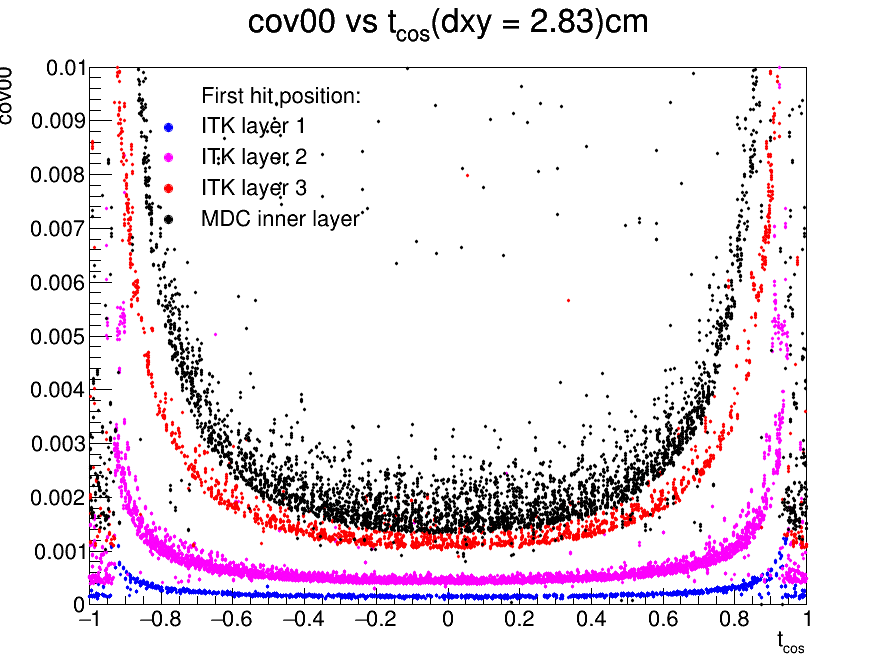 cov00 vs tcos(dxy = 2.83)cm
cov00
0.01
0.009
0.008
0.007
0.006
0.005
0.004
0.003
0.002
0.001
0
First hit position:
ITK layer 1
ITK layer 2
ITK layer 3
MDC inner layer
−1 −0.8 −0.6 −0.4 −0.2 0 0.2 0.4 0.6 0.8 1
tcos